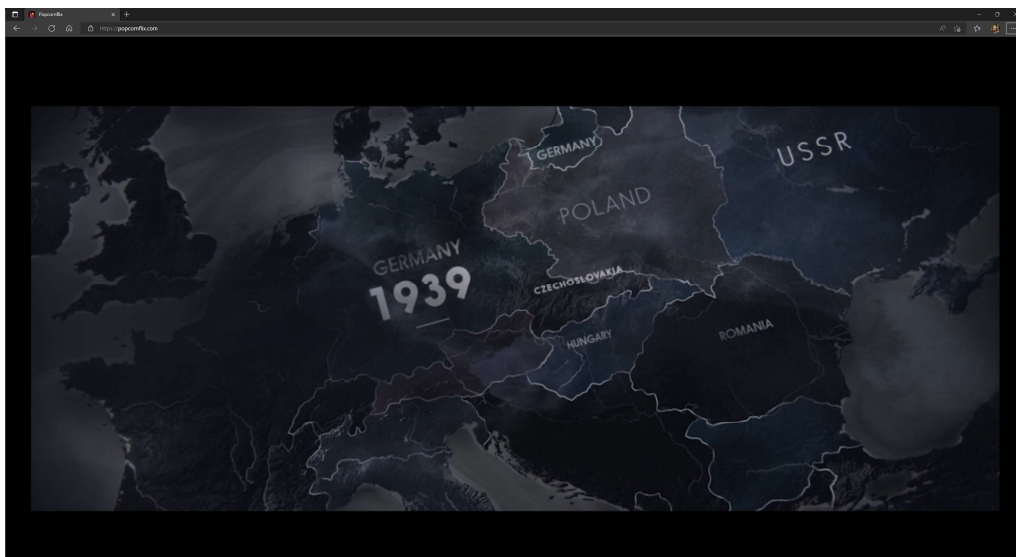 Popcornflix
https://popcornflix.com
GERMANY
USSR
POLAND
GERMANY
1939
CZECHOSLOVAKIA
HUNGARY
ROMANIA